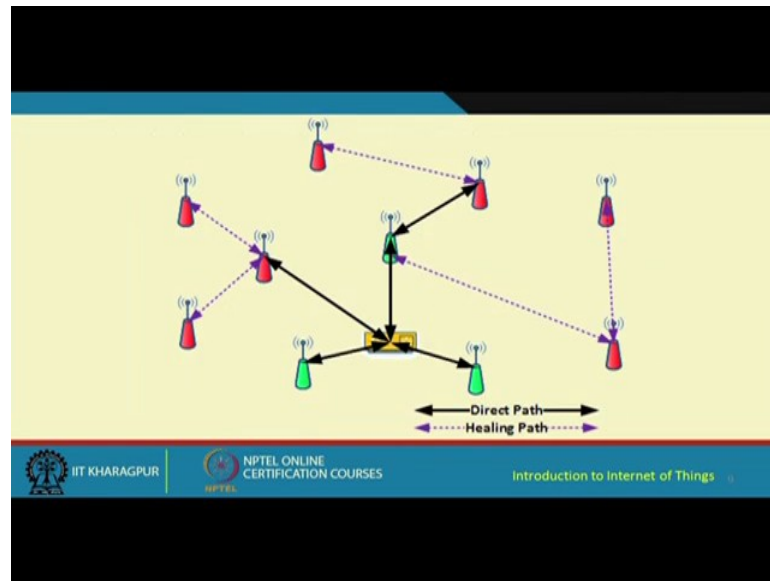 Direct Path
Healing Path
IIT KHARAGPUR
NPTEL
NPTEL ONLINE
CERTIFICATION COURSES
Introduction to Internet of Things